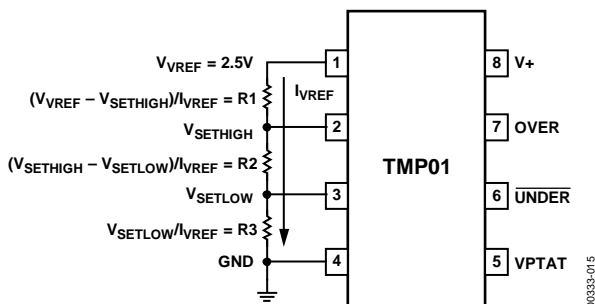 V_VREF = 2.5V
1
8 V+
(V_VREF – V_SETHIGH)/I_VREF = R1
I_VREF
V_SETHIGH
2
7 OVER
(V_SETHIGH – V_SETLOW)/I_VREF = R2
TMP01
V_SETLOW
3
6 UNDER
V_SETLOW/I_VREF = R3
GND
4
5 VPTAT
00333-015